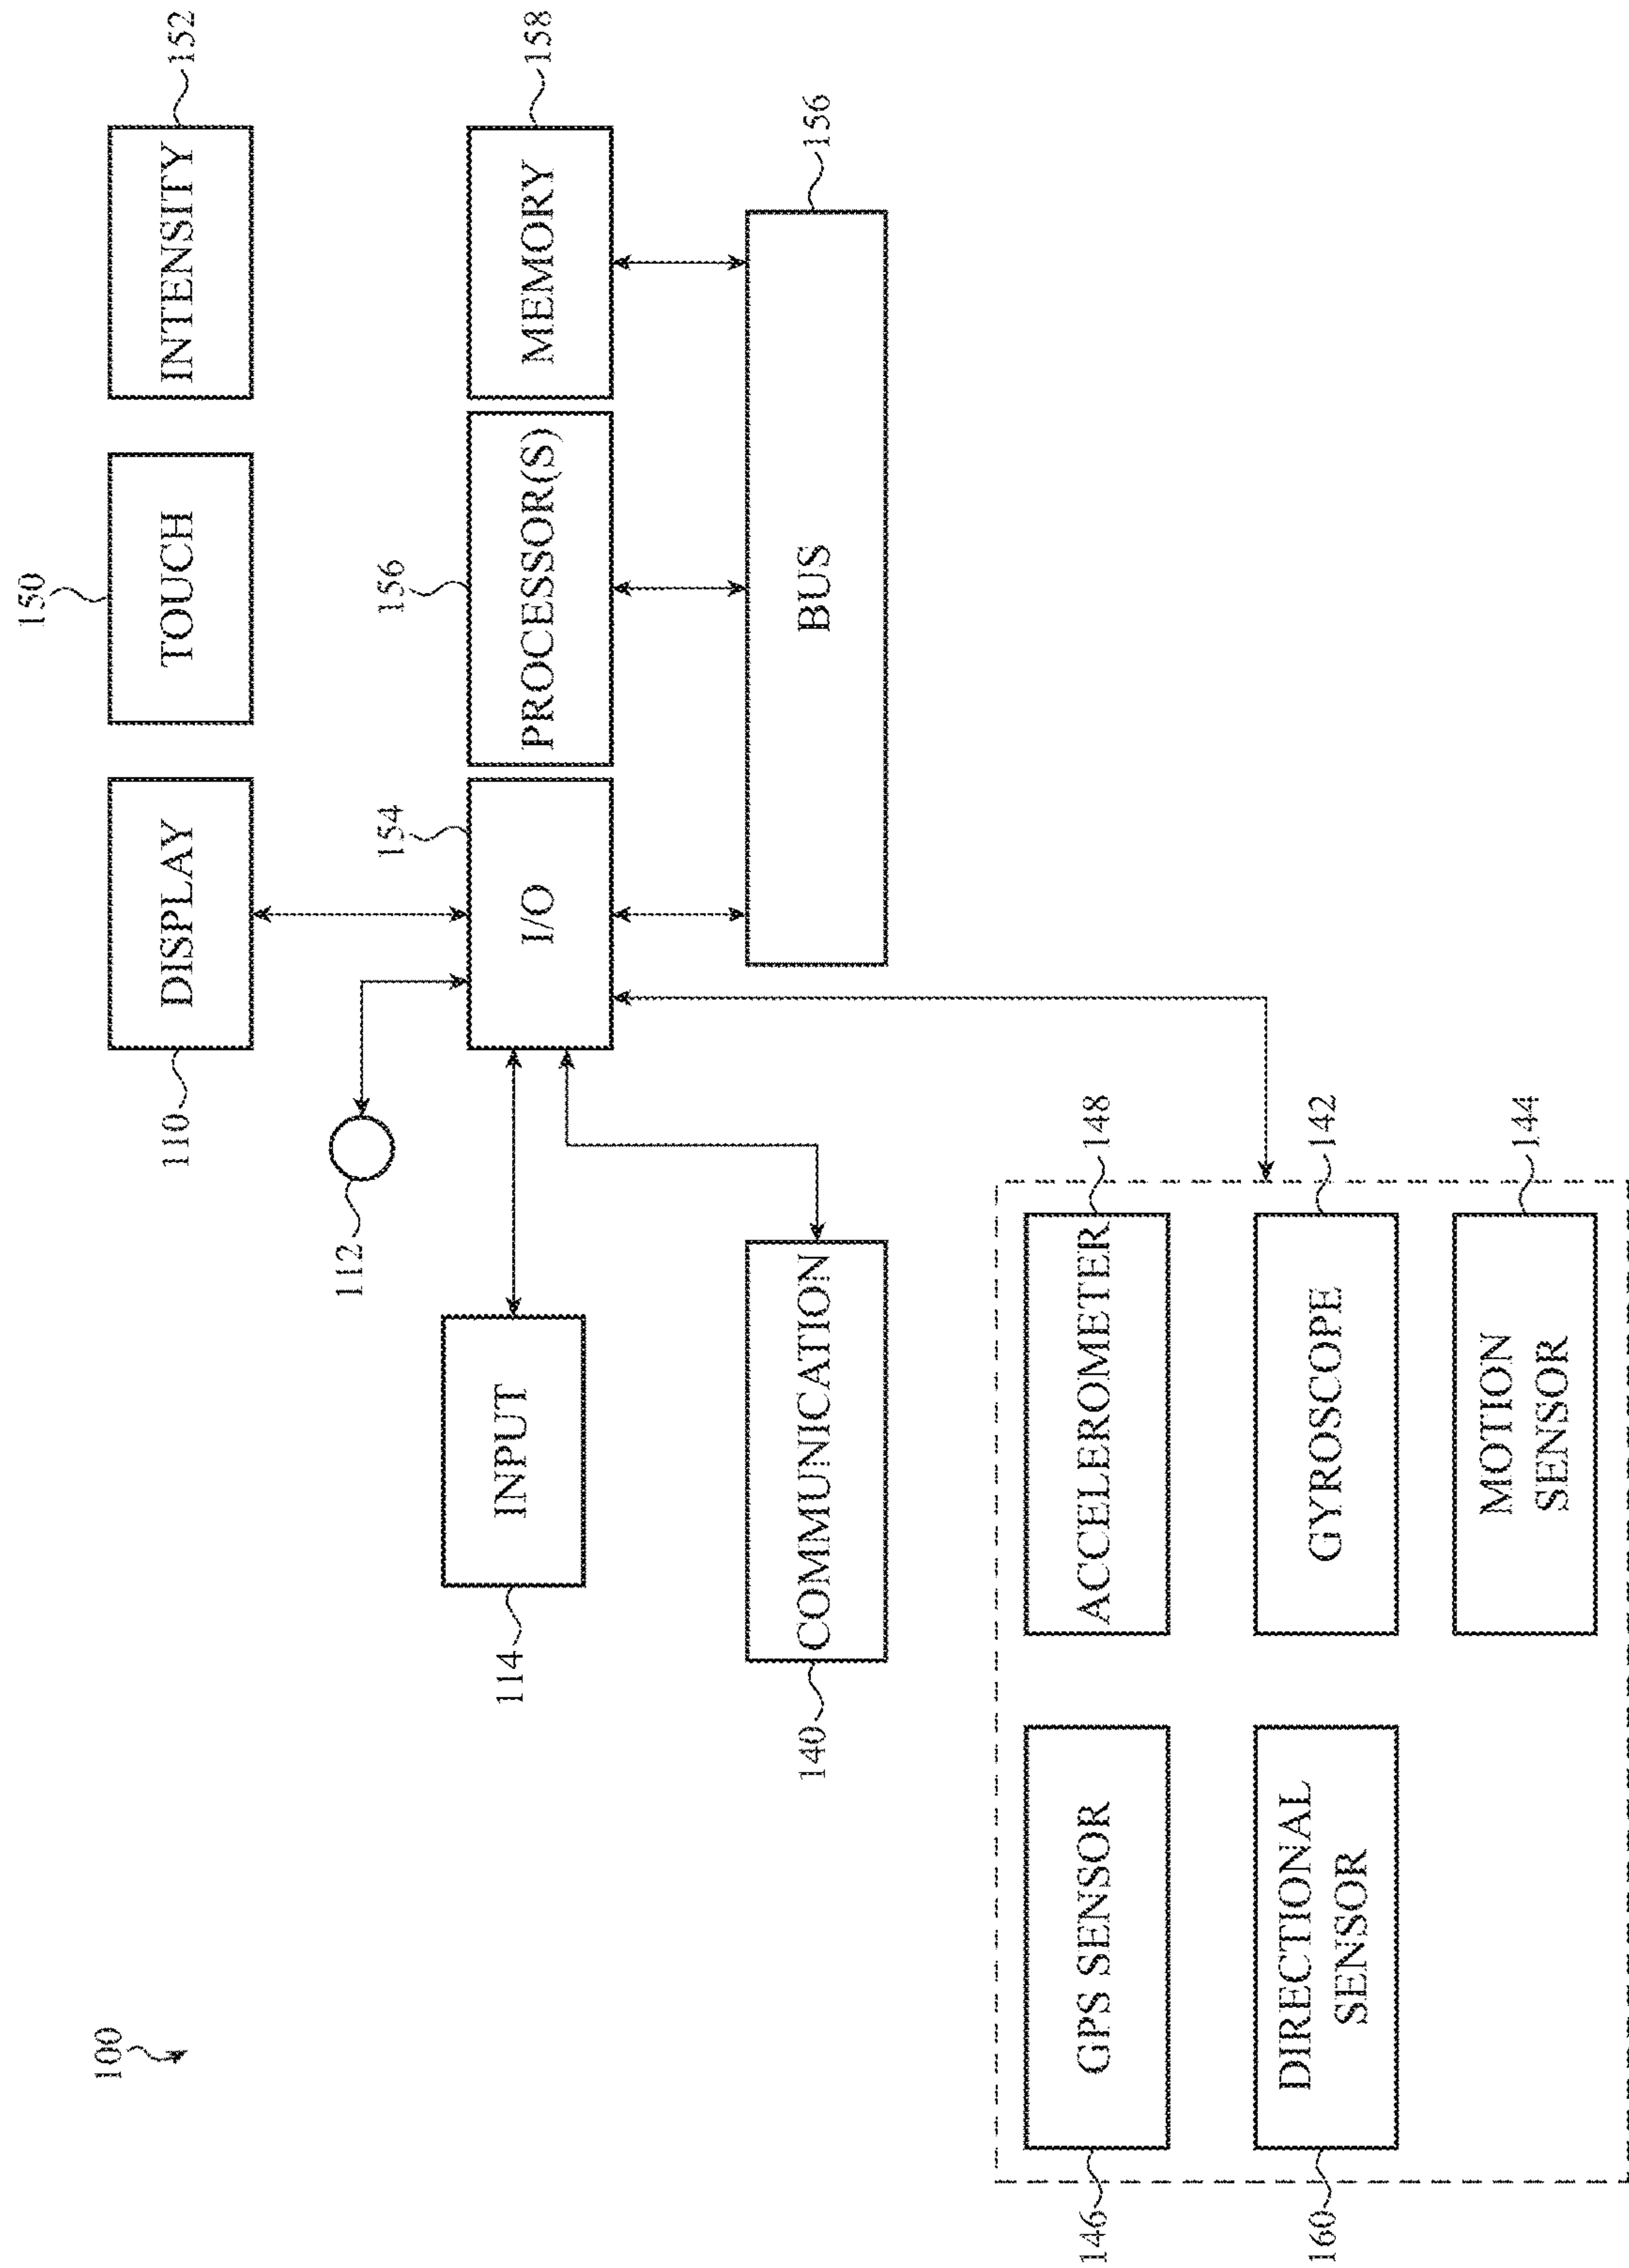 150
100
110
DISPLAY
TOUCH
INTENSITY
152
112
154
156
114
INPUT
I/O
PROCESSOR(S)
MEMORY
158
140
COMMUNICATION
BUS
156
146
GPS SENSOR
ACCELEROMETER
148
160
DIRECTIONAL
SENSOR
GYROSCOPE
142
MOTION
SENSOR
144